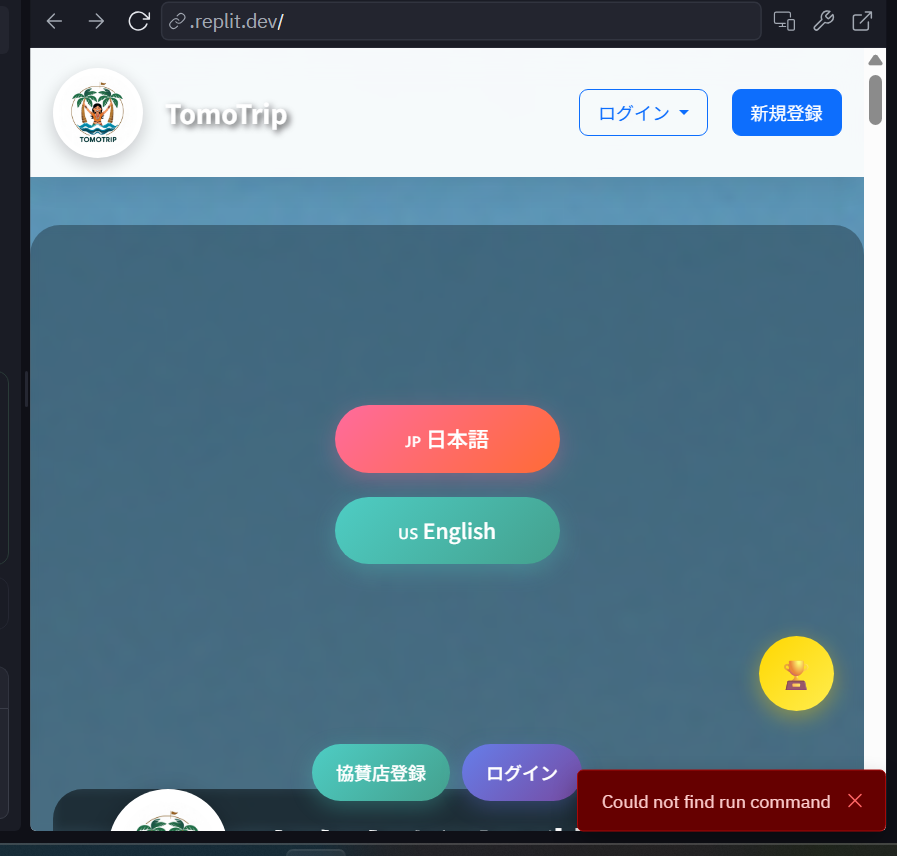 .replit.dev/
TOMOTRIP
TomoTrip
ログイン
新規登録
JP 日本語
US English
協賛店登録
ログイン
Could not find run command